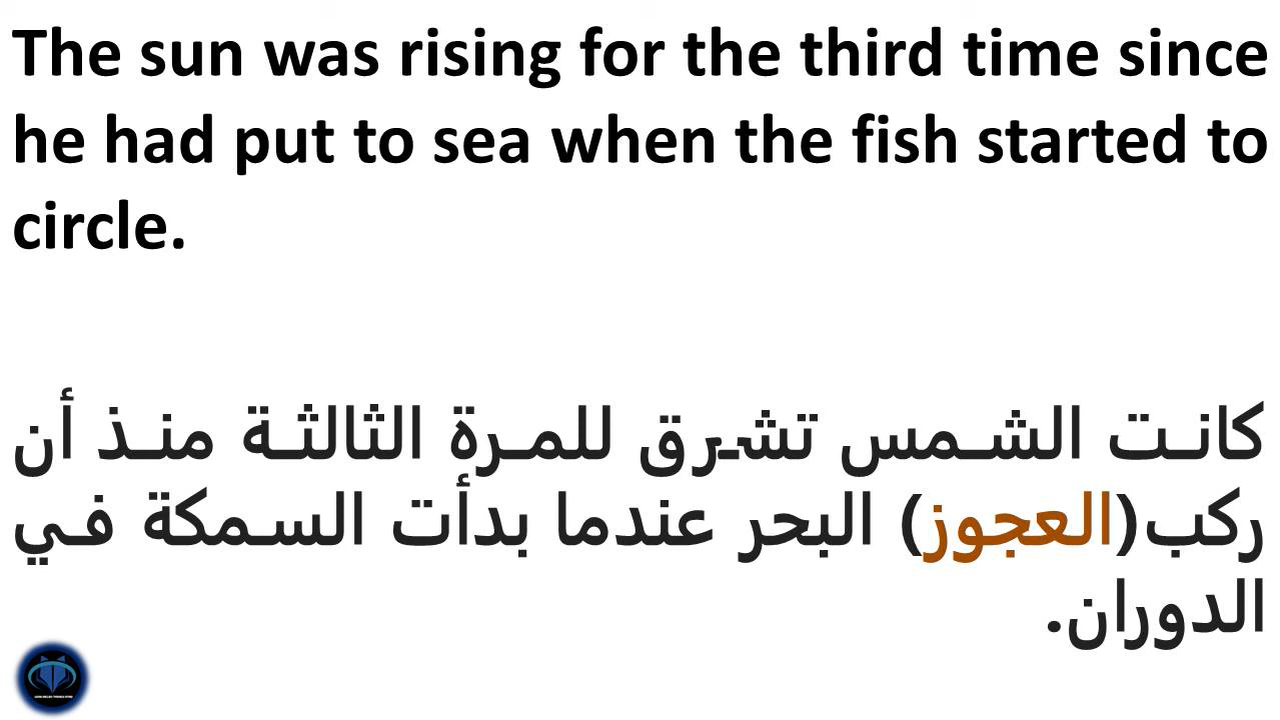 The sun was rising for the third time since
he had put to sea when the fish started to
circle.
كانت الشمس تشرق للمرة الثالثة منذ أن
ركب(العجوز) البحر عندما بدأت السمكة في
الدوران.